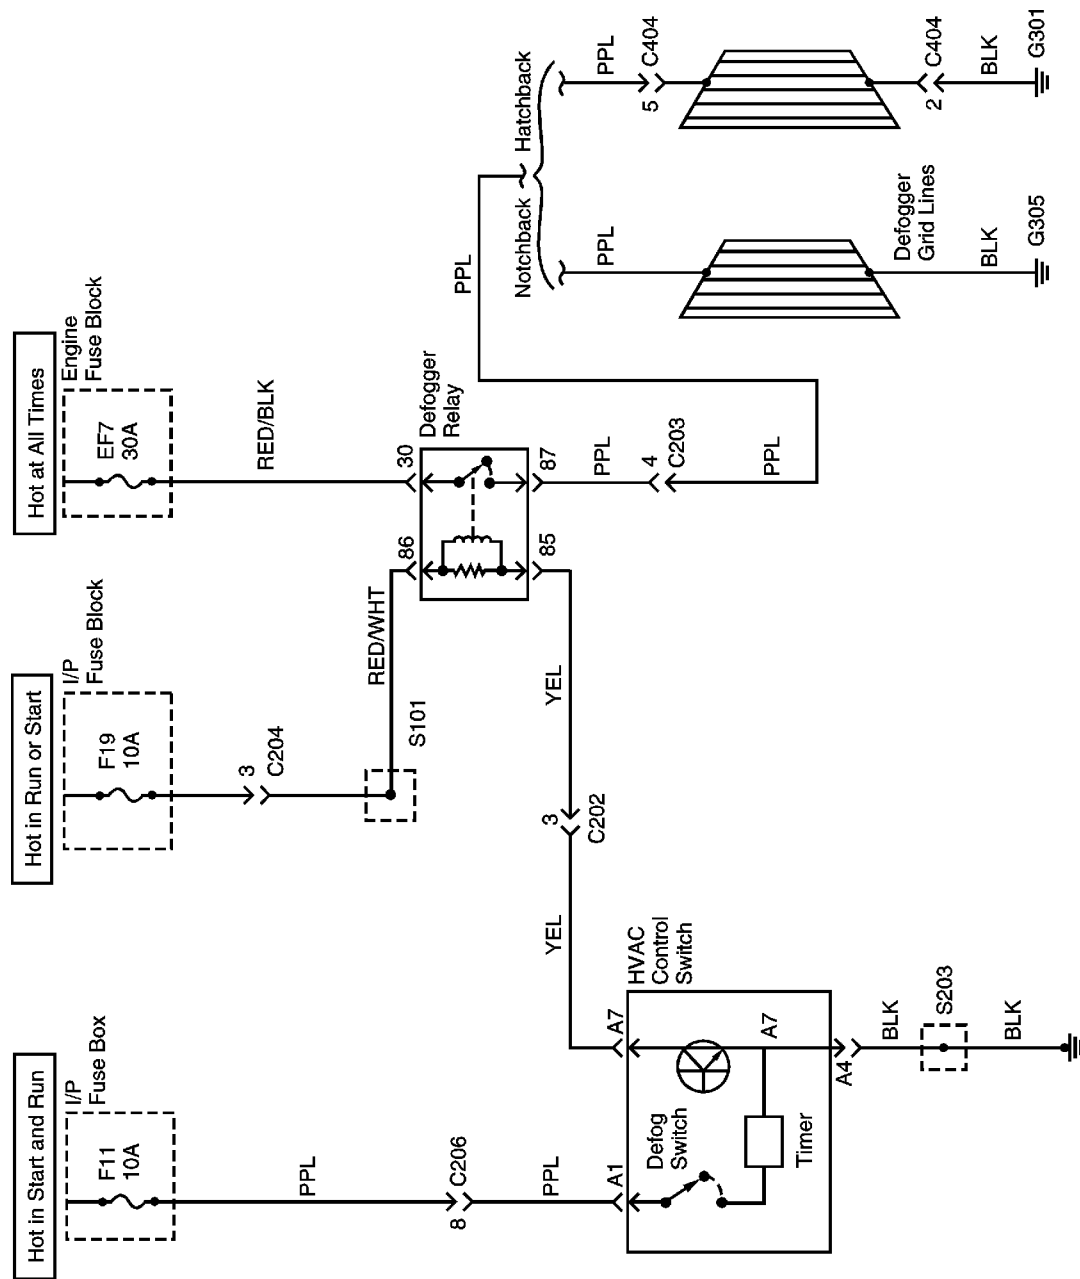 Hot in Start and Run
I/P
Fuse Box
F11
10A
PPL
8
C206
PPL
A1
Defog
Switch
Timer
HVAC
Control
Switch
A7
A7
A4
BLK
S203
BLK
Hot in Run or Start
I/P
Fuse Block
F19
10A
3
C204
S101
RED/WHT
YEL
3
C202
YEL
Hot at All Times
Engine
Fuse Block
EF7
30A
RED/BLK
86
30
Defogger
Relay
85
87
PPL
4
C203
PPL
PPL
Notchback
Hatchback
PPL
Defogger
Grid Lines
BLK
G305
PPL
5
C404
2
C404
BLK
G301